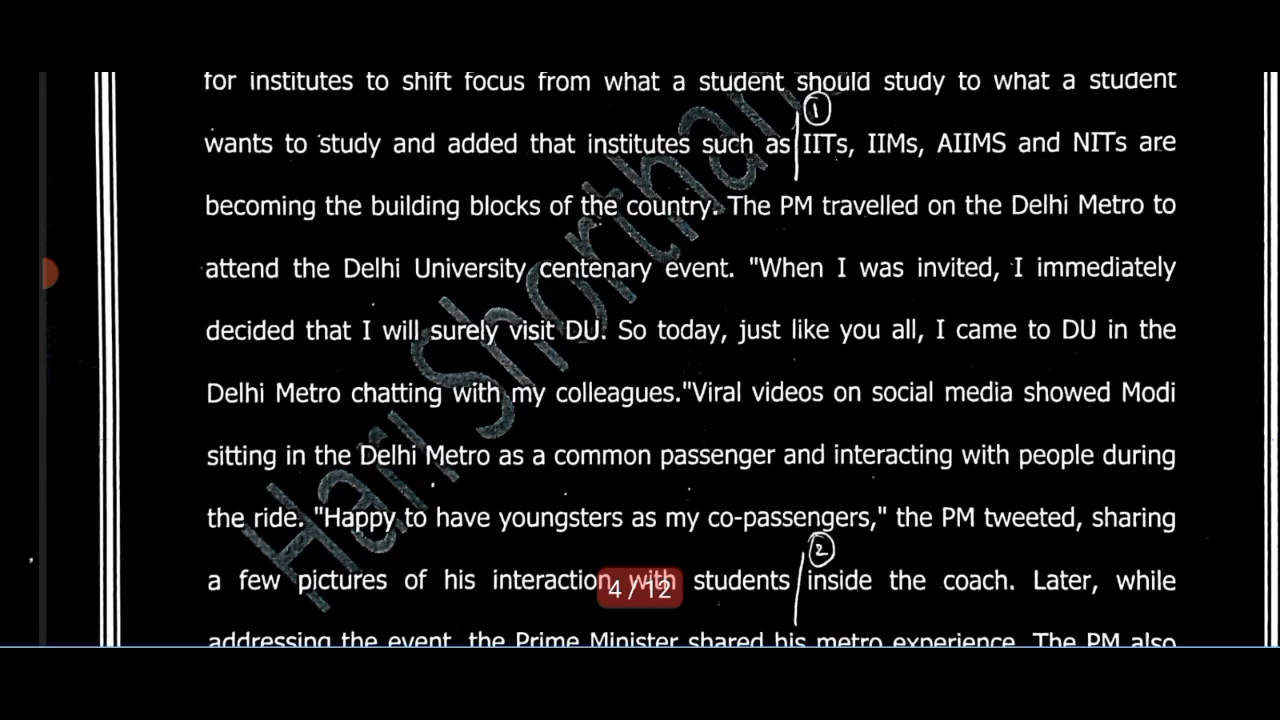 for institutes to shift focus from what a student should study to what a student
①
wants to study and added that institutes such as IITs, IIMs, AIIMS and NITs are
becoming the building blocks of the country. The PM travelled on the Delhi Metro to
attend the Delhi University centenary event. "When I was invited, I immediately
decided that I will surely visit DU. So today, just like you all, I came to DU in the
Delhi Metro chatting with my colleagues."Viral videos on social media showed Modi
sitting in the Delhi Metro as a common passenger and interacting with people during
the ride. "Happy to have youngsters as my co-passengers," the PM tweeted, sharing
②
a few pictures of his interaction with students inside the coach. Later, while
4 / 12
addressing the event, the Prime Minister shared his metro experience. The PM also